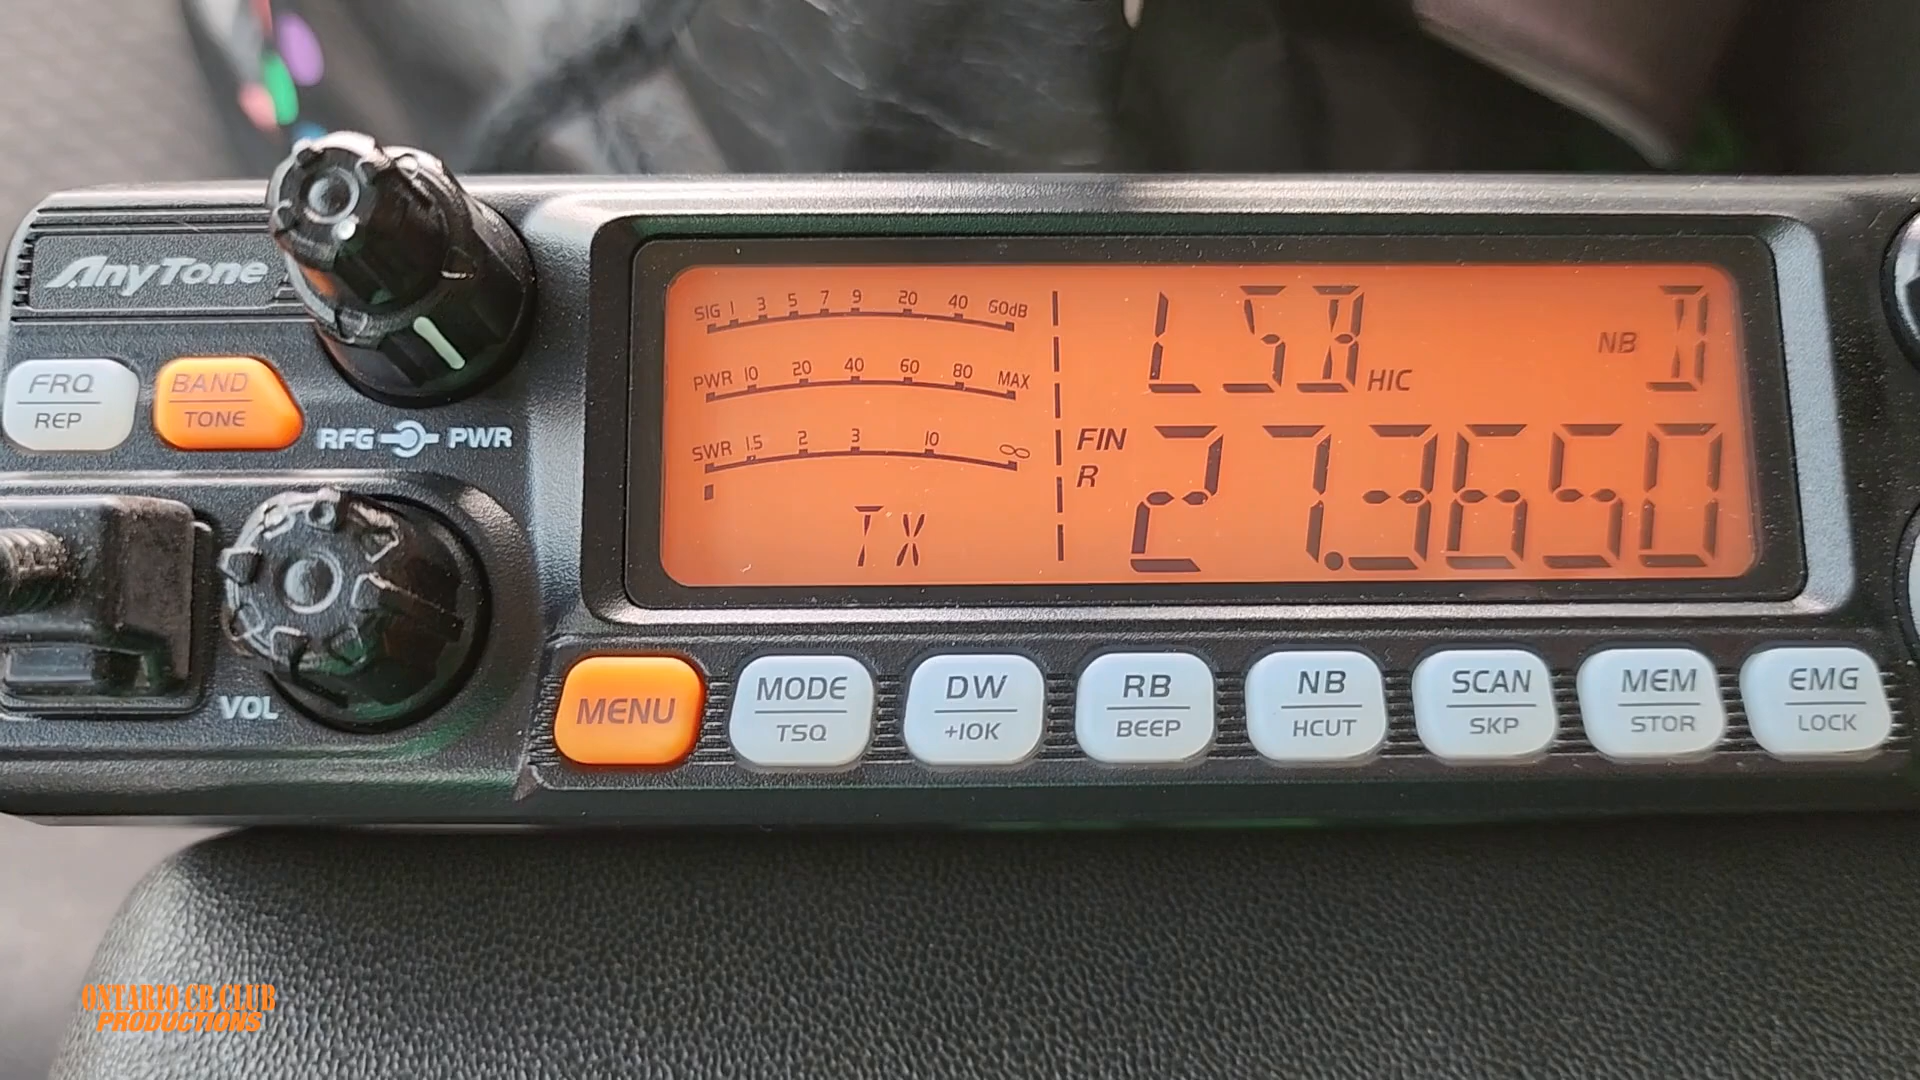 AnyTone
FRQ
REP
BAND
TONE
RFG PWR
VOL
SIG 1 3 5 7 9 20 40 60dB
PWR 10 20 40 60 80 MAX
SWR 1.5 2 3 10 ∞
TX
LSB HIC NB D
FIN
R
27.3650
MENU
MODE
TSQ
DW
+10K
RB
BEEP
NB
HCUT
SCAN
SKP
MEM
STOR
EMG
LOCK
ONTARIO CB CLUB
PRODUCTIONS